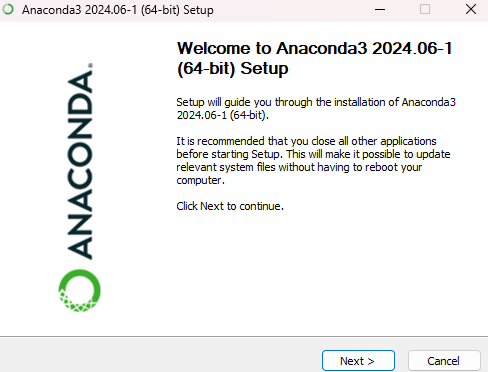 Anaconda3 2024.06-1 (64-bit) Setup
Welcome to Anaconda3 2024.06-1
(64-bit) Setup
Setup will guide you through the installation of Anaconda3
2024.06-1 (64-bit).
It is recommended that you close all other applications
before starting Setup. This will make it possible to update
relevant system files without having to reboot your
computer.
Click Next to continue.
ANACONDA.
Next >
Cancel